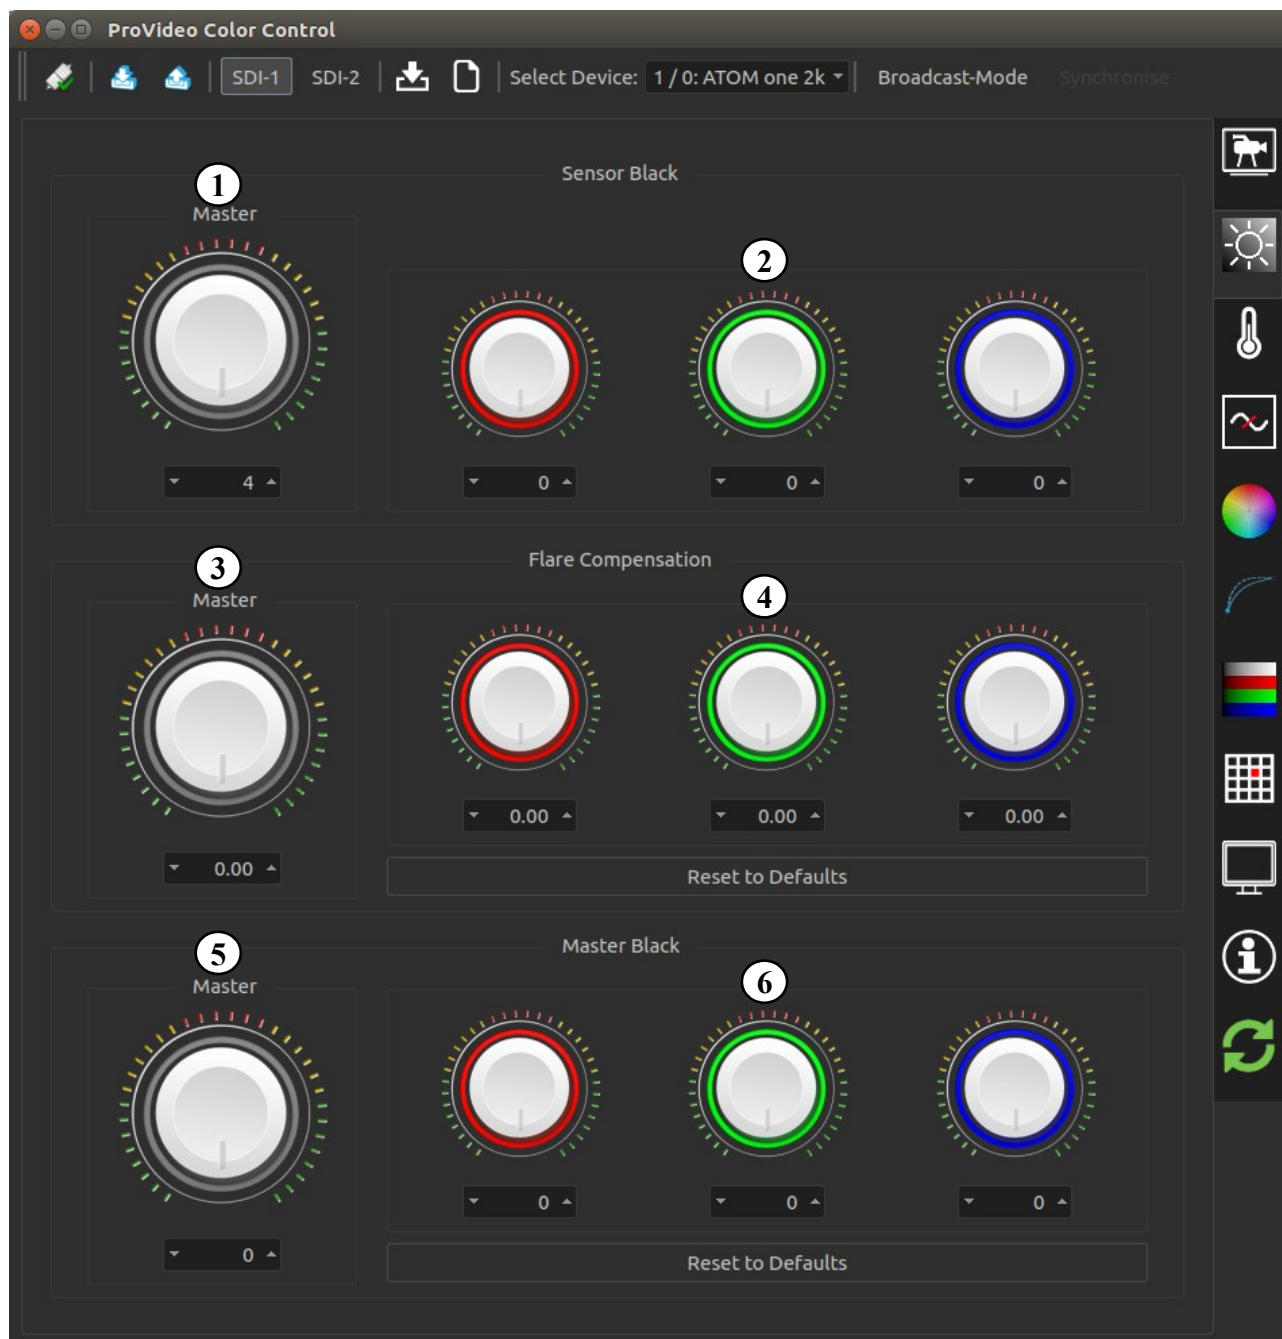 ProVideo Color Control
SDI-1 SDI-2 Select Device: 1 / 0: ATOM one 2k Broadcast-Mode Synchronise
Sensor Black
1
Master
2
4 0 0 0
Flare Compensation
3
Master
4
0.00 0.00 0.00
0.00
Reset to Defaults
Master Black
5
Master
6
0 0 0
0
Reset to Defaults